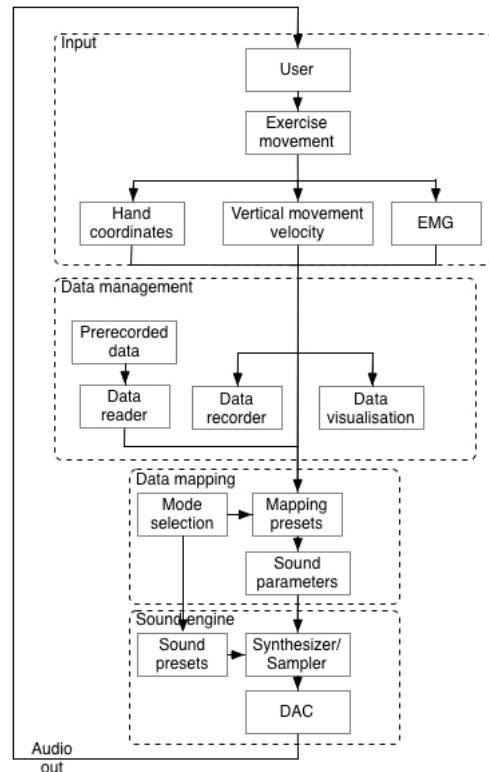 Input
User
Exercise
movement
Hand
coordinates
Vertical movement
velocity
EMG
Data management
Prerecorded
data
Data
reader
Data
recorder
Data
visualisation
Data mapping
Mode
selection
Mapping
presets
Sound
parameters
Sound engine
Sound
presets
Synthesizer/
Sampler
DAC
Audio
out